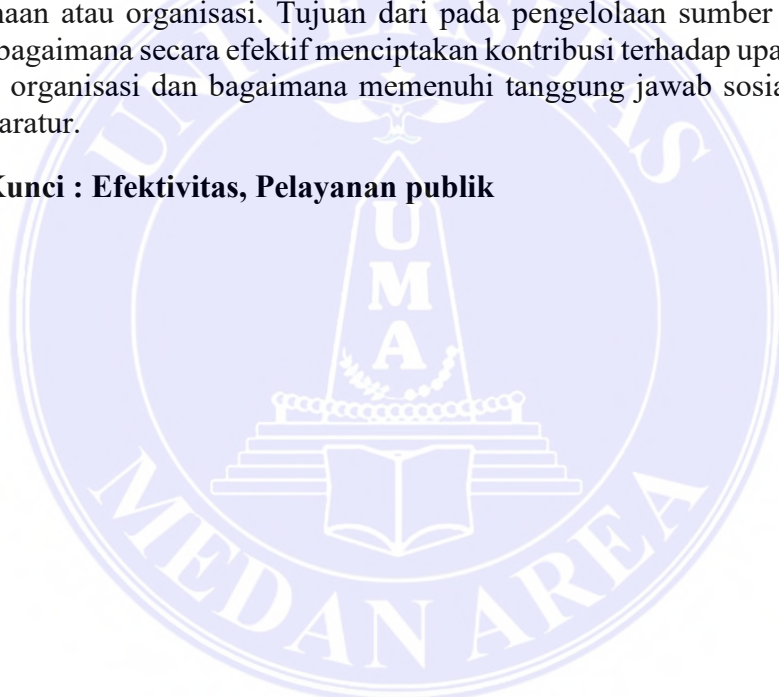 naan atau organisasi. Tujuan dari pada pengelolaan sumber
bagaimana secara efektif menciptakan kontribusi terhadap upa
organisasi dan bagaimana memenuhi tanggung jawab sosia
aratur.
Kunci : Efektivitas, Pelayanan publik
UNIVERSITAS
UMA
MEDAN AREA